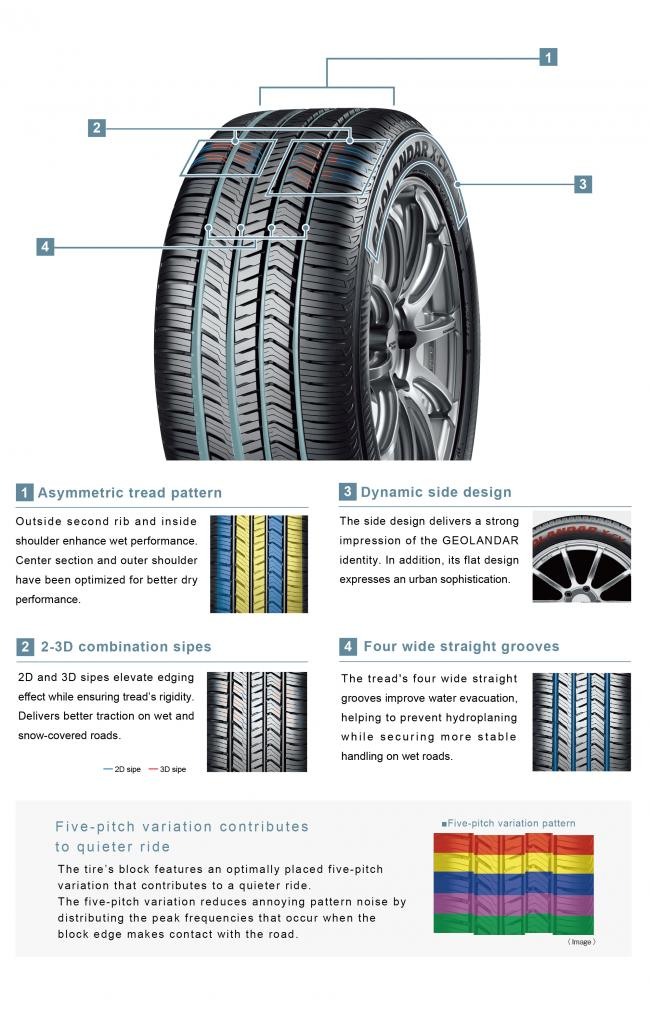 1
2
3
4
GEOLANDAR X-CV
1 Asymmetric tread pattern
Outside second rib and inside
shoulder enhance wet performance.
Center section and outer shoulder
have been optimized for better dry
performance.
3 Dynamic side design
The side design delivers a strong
impression of the GEOLANDAR
identity. In addition, its flat design
expresses an urban sophistication.
GEOLANDAR X-CV
2 2-3D combination sipes
2D and 3D sipes elevate edging
effect while ensuring tread's rigidity.
Delivers better traction on wet and
snow-covered roads.
2D sipe 3D sipe
4 Four wide straight grooves
The tread's four wide straight
grooves improve water evacuation,
helping to prevent hydroplaning
while securing more stable
handling on wet roads.
Five-pitch variation contributes
to quieter ride
The tire's block features an optimally placed five-pitch
variation that contributes to a quieter ride.
The five-pitch variation reduces annoying pattern noise by
distributing the peak frequencies that occur when the
block edge makes contact with the road.
■Five-pitch variation pattern
(Image)